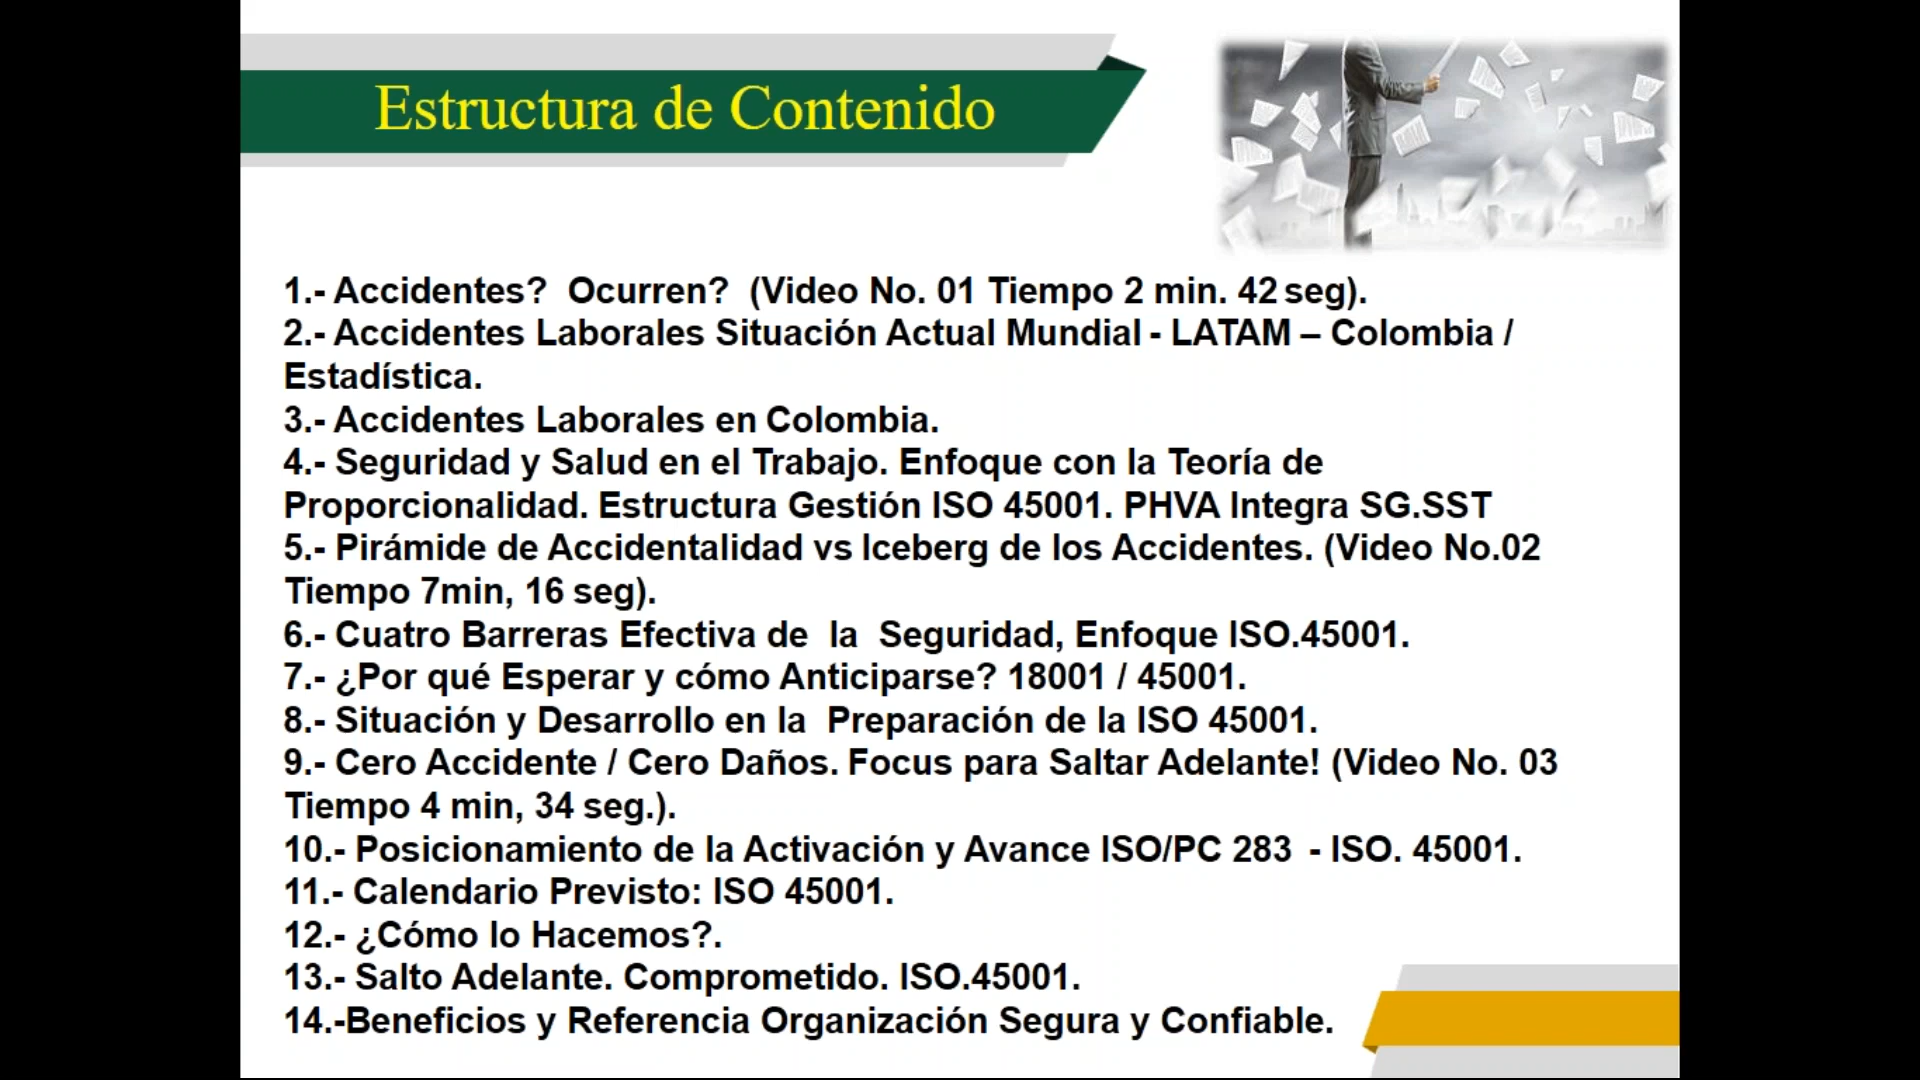 Estructura de Contenido
1.- Accidentes?  Ocurren?  (Video No. 01 Tiempo 2 min. 42 seg).
2.- Accidentes Laborales Situación Actual Mundial - LATAM – Colombia /
Estadística.
3.- Accidentes Laborales en Colombia.
4.- Seguridad y Salud en el Trabajo. Enfoque con la Teoría de
Proporcionalidad. Estructura Gestión ISO 45001. PHVA Integra SG.SST
5.- Pirámide de Accidentalidad vs Iceberg de los Accidentes. (Video No.02
Tiempo 7min, 16 seg).
6.- Cuatro Barreras Efectiva de  la  Seguridad, Enfoque ISO.45001.
7.- ¿Por qué Esperar y cómo Anticiparse? 18001 / 45001.
8.- Situación y Desarrollo en la  Preparación de la ISO 45001.
9.- Cero Accidente / Cero Daños. Focus para Saltar Adelante! (Video No. 03
Tiempo 4 min, 34 seg.).
10.- Posicionamiento de la Activación y Avance ISO/PC 283  - ISO. 45001.
11.- Calendario Previsto: ISO 45001.
12.- ¿Cómo lo Hacemos?.
13.- Salto Adelante. Comprometido. ISO.45001.
14.-Beneficios y Referencia Organización Segura y Confiable.